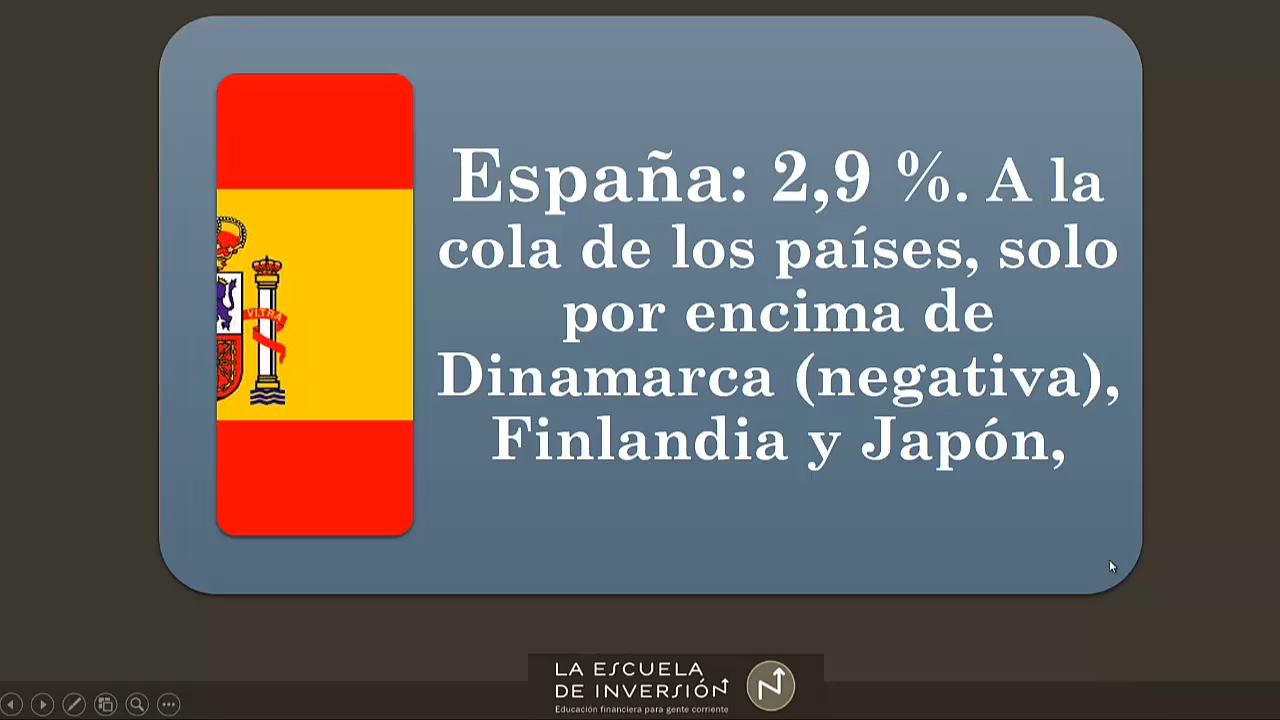 España: 2,9 %. A la
cola de los países, solo
por encima de
Dinamarca (negativa),
Finlandia y Japón,
VLTRA
LA ESCUELA
DE INVERSIÓN
Educación financiera para gente corriente